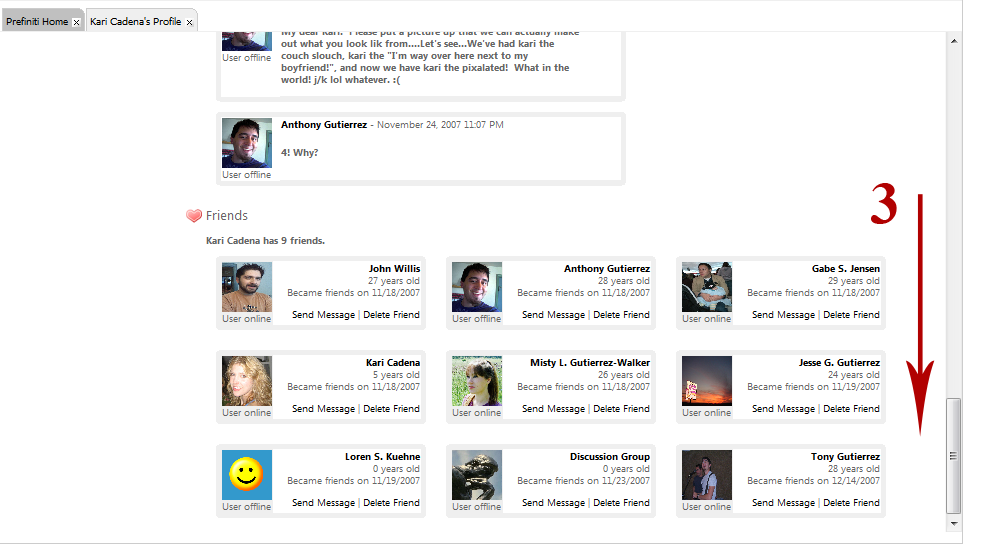 Prefiniti Home
Kari Cadena's Profile
My dear Kari: Please put a picture up that we can actually make
out what you look lik from....Let's see...We've had kari the
couch slouch, kari the "I'm way over here next to my
boyfriend!", and now we have kari the pixalated! What in the
world! j/k lol whatever. :(
User offline
Anthony Gutierrez - November 24, 2007 11:07 PM
4! Why?
User offline
3
Friends
Kari Cadena has 9 friends.
John Willis
27 years old
Became friends on 11/18/2007
Send Message | Delete Friend
User online
Anthony Gutierrez
28 years old
Became friends on 11/18/2007
Send Message | Delete Friend
User offline
Gabe S. Jensen
29 years old
Became friends on 11/18/2007
Send Message | Delete Friend
User online
Kari Cadena
5 years old
Became friends on 11/18/2007
Send Message | Delete Friend
User online
Misty L. Gutierrez-Walker
26 years old
Became friends on 11/18/2007
Send Message | Delete Friend
User online
Jesse G. Gutierrez
24 years old
Became friends on 11/19/2007
Send Message | Delete Friend
User online
Loren S. Kuehne
0 years old
Became friends on 11/19/2007
Send Message | Delete Friend
User offline
Discussion Group
0 years old
Became friends on 11/23/2007
Send Message | Delete Friend
User offline
Tony Gutierrez
28 years old
Became friends on 12/14/2007
Send Message | Delete Friend
User online